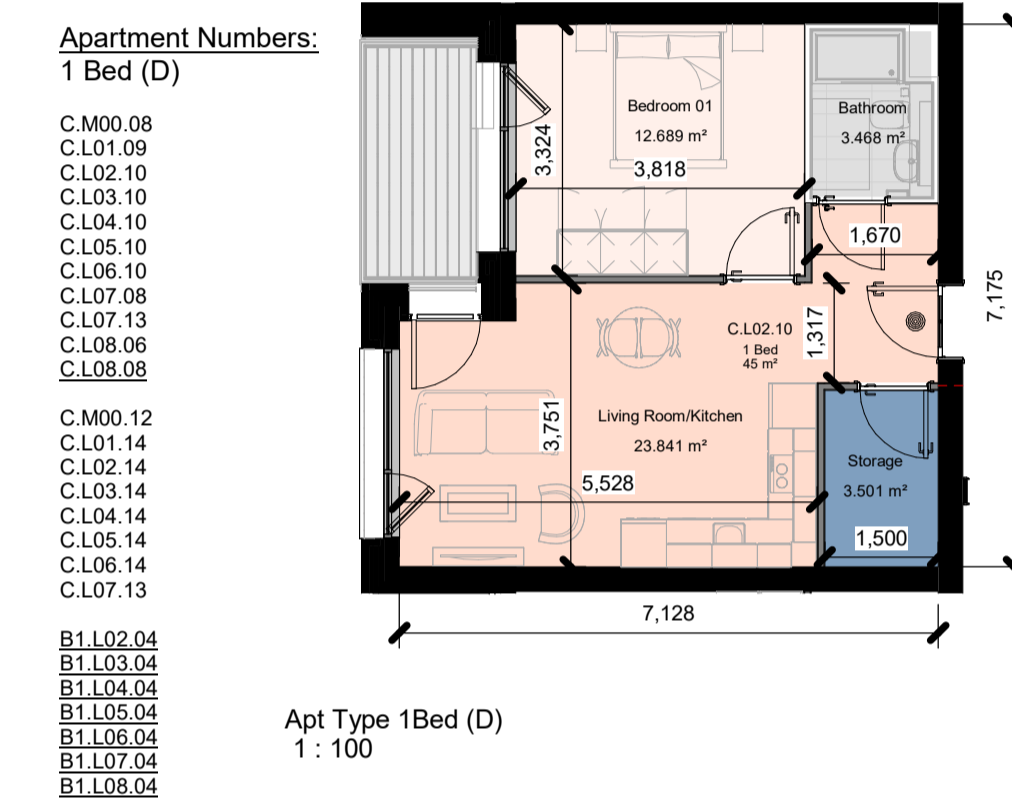 Apartment Numbers:
1 Bed (D)
C.M00.08
C.L01.09
C.L02.10
C.L03.10
C.L04.10
C.L05.10
C.L06.10
C.L07.08
C.L07.13
C.L08.06
C.L08.08
C.M00.12
C.L01.14
C.L02.14
C.L03.14
C.L04.14
C.L05.14
C.L06.14
C.L07.13
B1.L02.04
B1.L03.04
B1.L04.04
B1.L05.04
B1.L06.04
B1.L07.04
B1.L08.04
Bedroom 01
12.689 m²
3,324
3,818
Bathroom
3.468 m²
1,670
7,175
C.L02.10
1 Bed
45 m²
1,317
Living Room/Kitchen
23.841 m²
3,751
5,528
Storage
3.501 m²
1,500
7,128
Apt Type 1Bed (D)
1 : 100